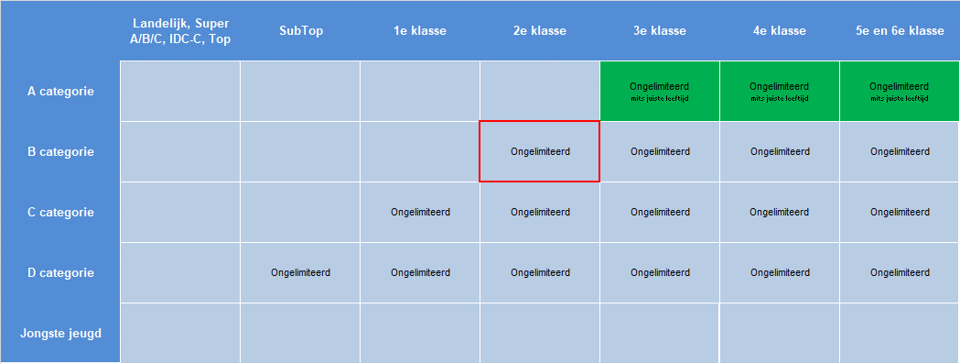 Landelijk, Super
A/B/C, IDC-C, Top
SubTop
1e klasse
2e klasse
3e klasse
4e klasse
5e en 6e klasse
A categorie
Ongelimiteerd
mits juiste leeftijd
Ongelimiteerd
mits juiste leeftijd
Ongelimiteerd
mits juiste leeftijd
B categorie
Ongelimiteerd
Ongelimiteerd
Ongelimiteerd
Ongelimiteerd
C categorie
Ongelimiteerd
Ongelimiteerd
Ongelimiteerd
Ongelimiteerd
Ongelimiteerd
D categorie
Ongelimiteerd
Ongelimiteerd
Ongelimiteerd
Ongelimiteerd
Ongelimiteerd
Ongelimiteerd
Jongste jeugd